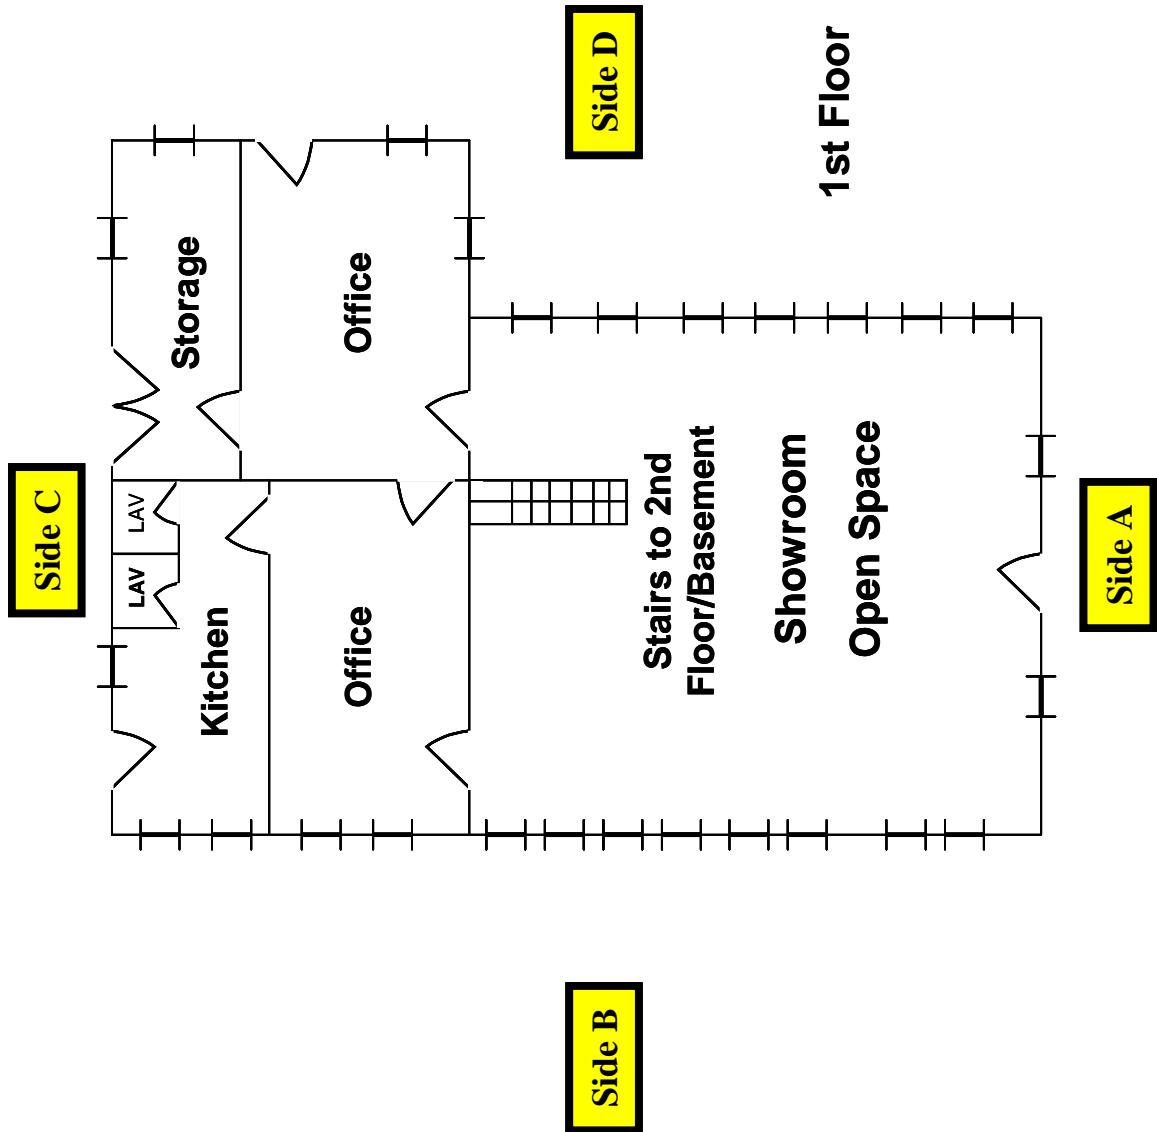 Side C
Side D
Side B
Side A
1st Floor
LAV
LAV
Kitchen
Storage
Office
Office
Stairs to 2nd
Floor/Basement
Showroom
Open Space